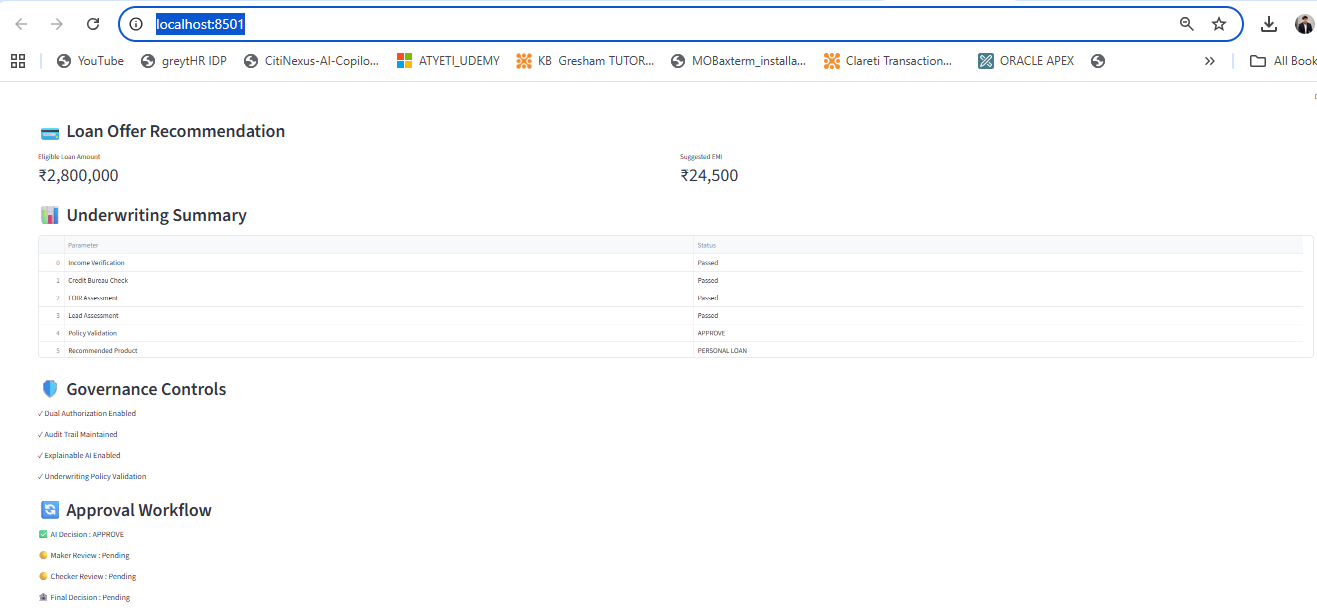 localhost:8501
YouTube
greytHR IDP
CitiNexus-AI-Copilo...
ATYETI_UDEMY
KB Gresham TUTOR...
MOBaxterm_installa...
Clareti Transaction...
ORACLE APEX
All Book
Loan Offer Recommendation
Eligible Loan Amount
Suggested EMI
₹2,800,000
₹24,500
Underwriting Summary
Parameter Status
0 Income Verification Passed
1 Credit Bureau Check Passed
2 FOIR Assessment Passed
3 Lead Assessment Passed
4 Policy Validation APPROVE
5 Recommended Product PERSONAL LOAN
Governance Controls
✓ Dual Authorization Enabled
✓ Audit Trail Maintained
✓ Explainable AI Enabled
✓ Underwriting Policy Validation
Approval Workflow
AI Decision : APPROVE
Maker Review : Pending
Checker Review : Pending
Final Decision : Pending